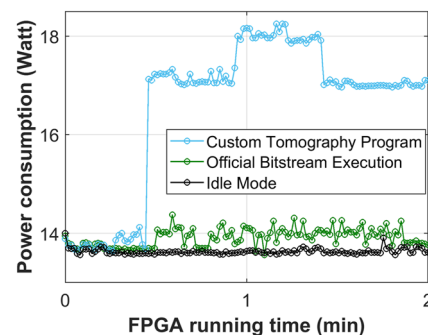 Power consumption (Watt)
18
16
14
Custom Tomography Program
Official Bitstream Execution
Idle Mode
0
1
2
FPGA running time (min)